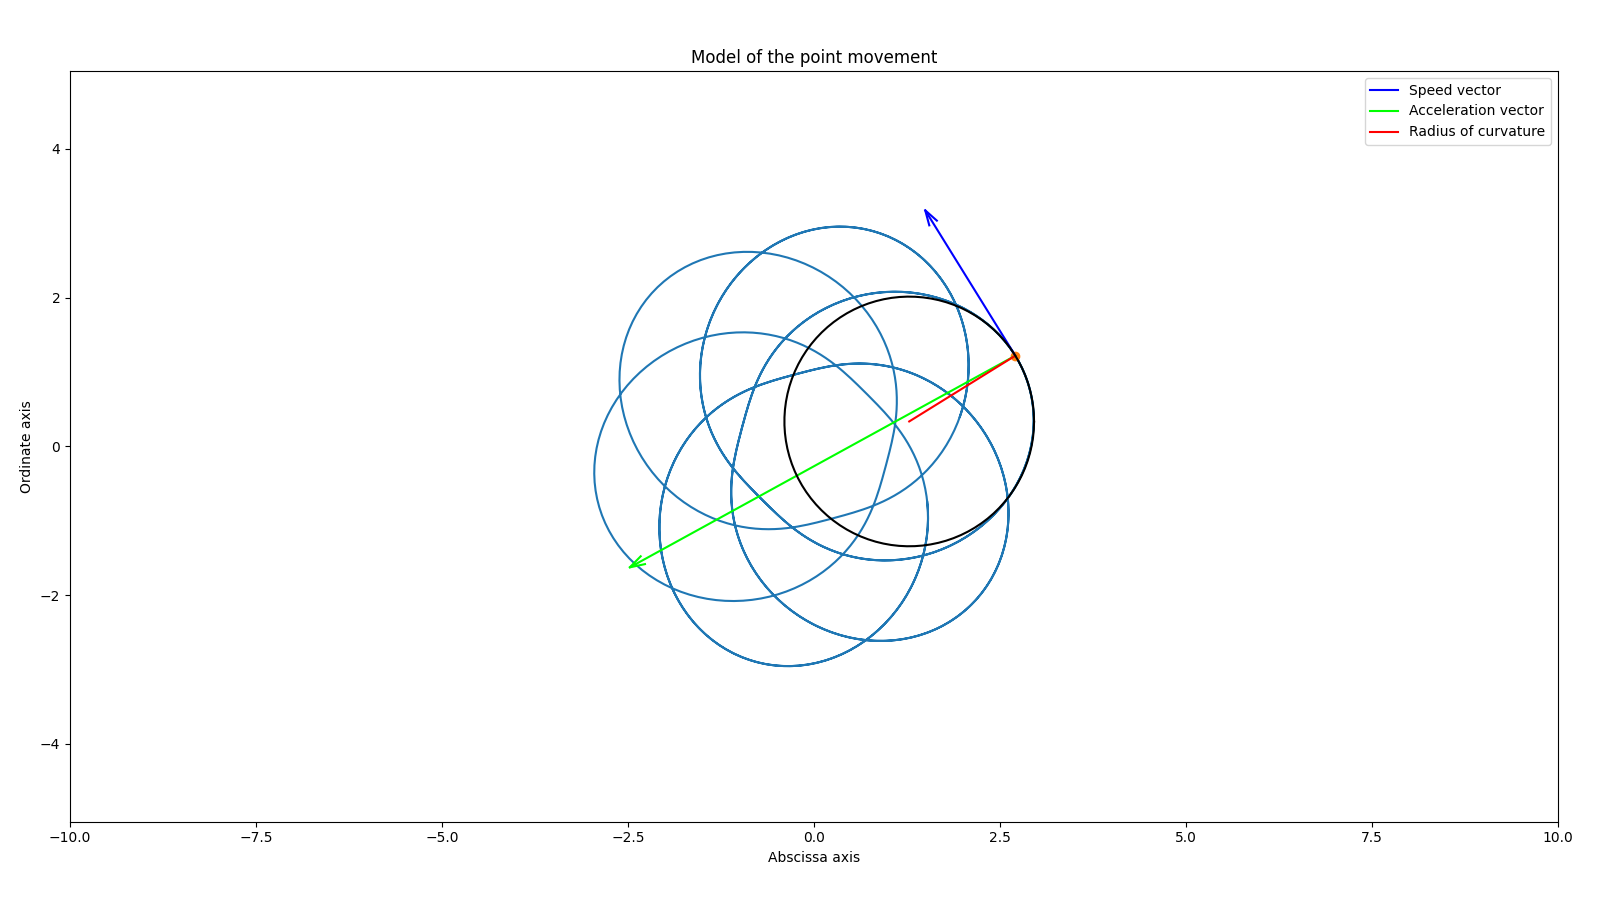 Model of the point movement
Speed vector
Acceleration vector
Radius of curvature
4
2
0
−2
−4
Ordinate axis
−10.0 −7.5 −5.0 −2.5 0.0 2.5 5.0 7.5 10.0
Abscissa axis